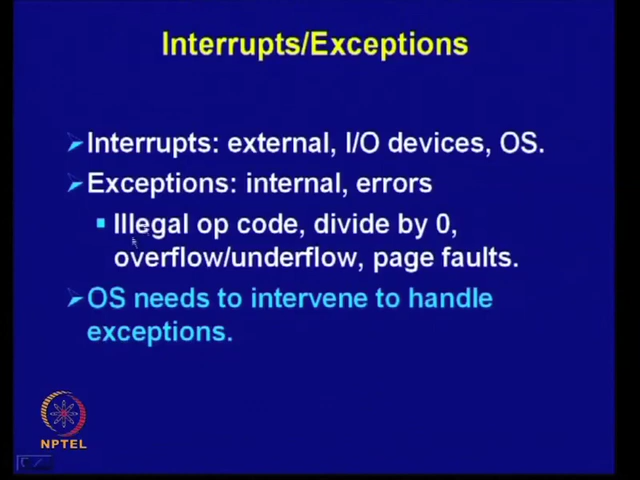 Interrupts/Exceptions
Interrupts: external, I/O devices, OS.
Exceptions: internal, errors
Illegal op code, divide by 0,
overflow/underflow, page faults.
OS needs to intervene to handle
exceptions.
NPTEL